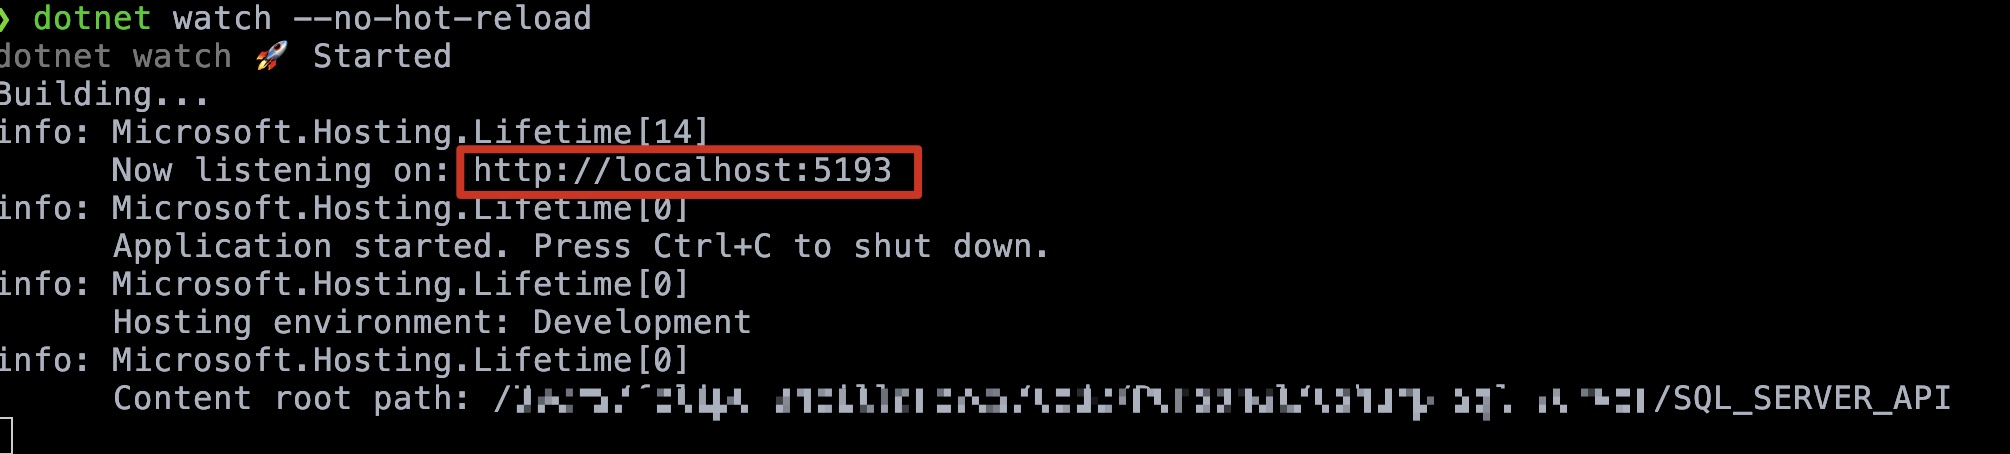 ❯ dotnet watch --no-hot-reload
dotnet watch 🚀 Started
Building...
info: Microsoft.Hosting.Lifetime[14]
Now listening on: http://localhost:5193
info: Microsoft.Hosting.Lifetime[0]
Application started. Press Ctrl+C to shut down.
info: Microsoft.Hosting.Lifetime[0]
Hosting environment: Development
info: Microsoft.Hosting.Lifetime[0]
Content root path: / /SQL_SERVER_API